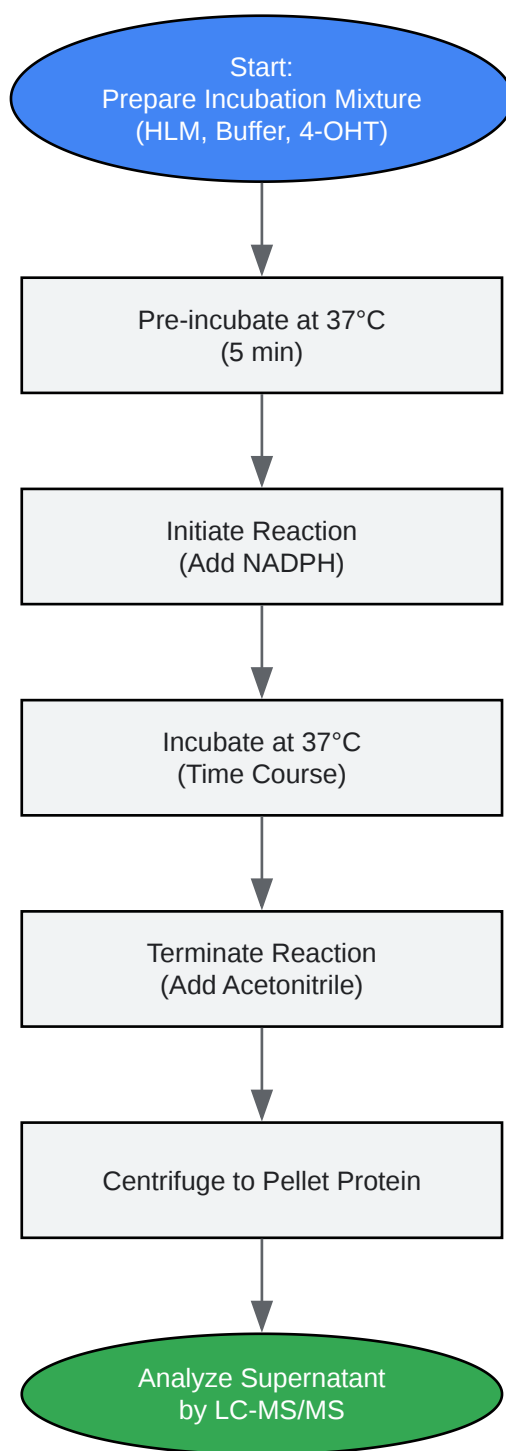 Start:
Prepare Incubation Mixture
(HLM, Buffer, 4-OHT)
Pre-incubate at 37°C
(5 min)
Initiate Reaction
(Add NADPH)
Incubate at 37°C
(Time Course)
Terminate Reaction
(Add Acetonitrile)
Centrifuge to Pellet Protein
Analyze Supernatant
by LC-MS/MS